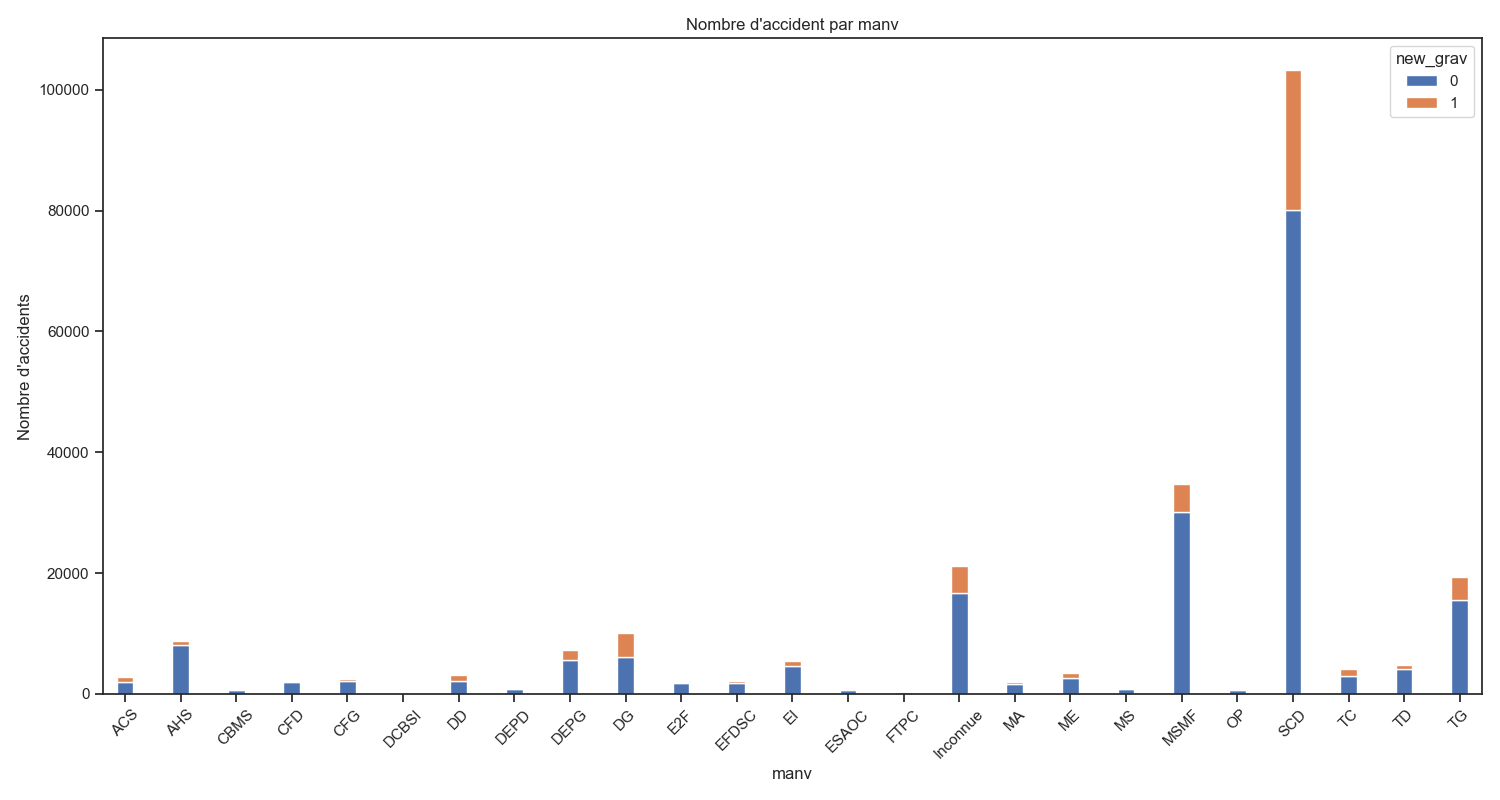 Nombre d'accident par manv
new_grav
0
1
Nombre d'accidents
100000
80000
60000
40000
20000
0
ACS
AHS
CBMS
CFD
CFG
DCBSI
DD
DEPD
DEPG
DG
E2F
EFDSC
EI
ESAOC
FTPC
Inconnue
MA
ME
MS
MSMF
OP
SCD
TC
TD
TG
manv